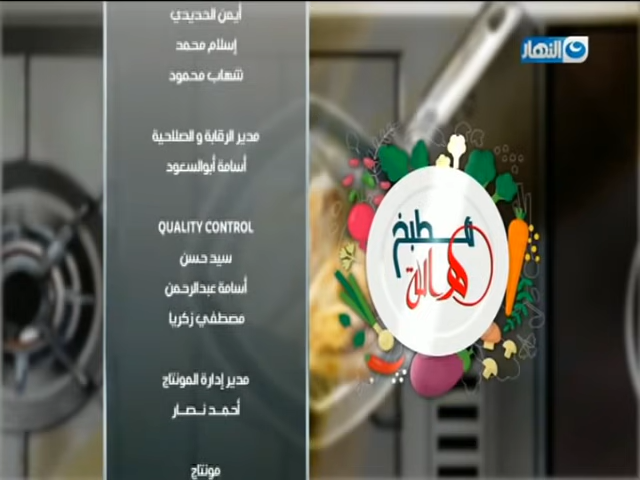 أيمن الحديدي
إسلام محمد
شهاب محمود
مدير الرقابة و الصلاحية
أسامة أبوالسعود
QUALITY CONTROL
سيد حسن
أسامة عبدالرحمن
مصطفي زكريا
مدير إدارة المونتاج
أحمد نصار
مونتاج
النهار
مطبخ
هالة